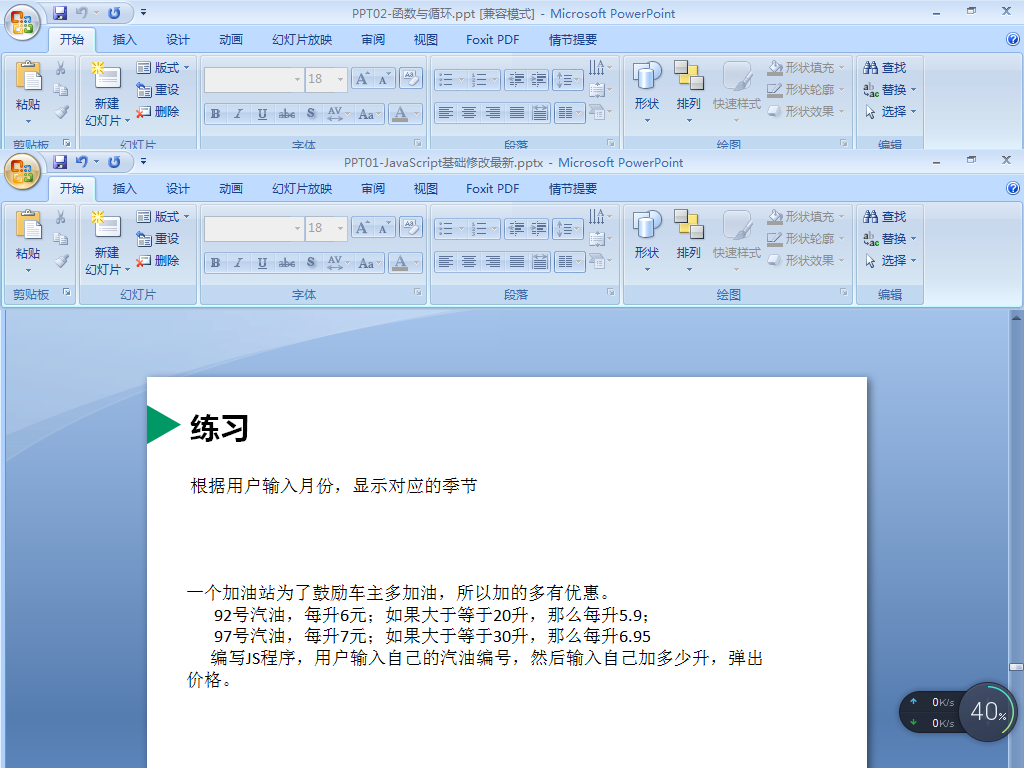 PPT02-函数与循环.ppt [兼容模式] - Microsoft PowerPoint
开始 插入 设计 动画 幻灯片放映 审阅 视图 Foxit PDF 情节提要
版式 18 形状填充 查找
粘贴 新建 重设 形状 排列 快速样式 形状轮廓 替换
幻灯片 删除 B I U abc S AV Aa A 形状效果 选择
剪贴板 幻灯片 字体 段落 绘图 编辑
PPT01-JavaScript基础修改最新.pptx - Microsoft PowerPoint
开始 插入 设计 动画 幻灯片放映 审阅 视图 Foxit PDF 情节提要
版式 18 形状填充 查找
粘贴 新建 重设 形状 排列 快速样式 形状轮廓 替换
幻灯片 删除 B I U abc S AV Aa A 形状效果 选择
剪贴板 幻灯片 字体 段落 绘图 编辑
练习
根据用户输入月份，显示对应的季节
一个加油站为了鼓励车主多加油，所以加的多有优惠。
92号汽油，每升6元；如果大于等于20升，那么每升5.9；
97号汽油，每升7元；如果大于等于30升，那么每升6.95
编写JS程序，用户输入自己的汽油编号，然后输入自己加多少升，弹出
价格。
0K/s
40%
0K/s